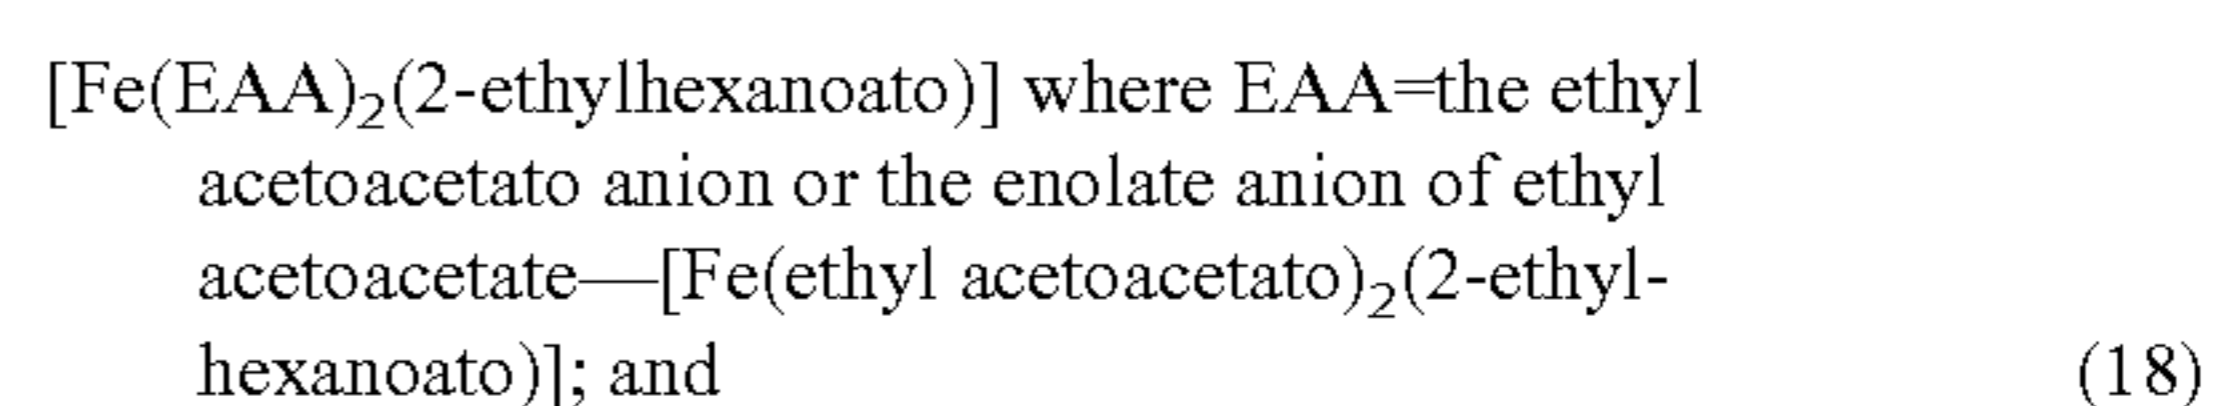 [Fe(EAA)₂(2-ethylhexanoato)] where EAA=the ethyl
acetoacetato anion or the enolate anion of ethyl
acetoacetate—[Fe(ethyl acetoacetato)₂(2-ethyl-
hexanoato)]; and (18)